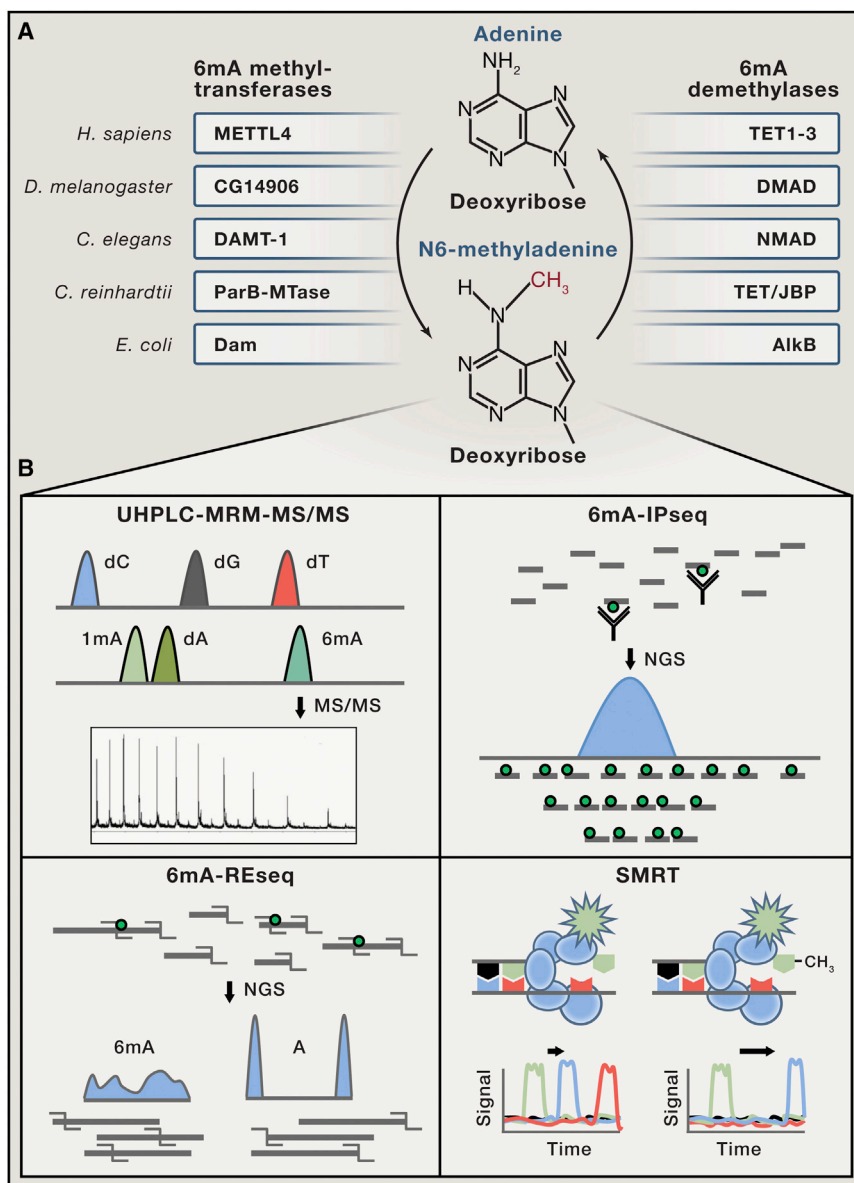 A
Adenine
6mA methyl-
transferases
6mA
demethylases
NH2
N
N
N
N
Deoxyribose
H. sapiens
METTL4
TET1-3
D. melanogaster
CG14906
DMAD
C. elegans
DAMT-1
NMAD
C. reinhardtii
ParB-MTase
TET/JBP
E. coli
Dam
AlkB
N6-methyladenine
H
CH3
N
N
N
N
N
Deoxyribose
B
UHPLC-MRM-MS/MS
dC
dG
dT
1mA
dA
6mA
MS/MS
6mA-IPseq
NGS
6mA-REseq
NGS
6mA
A
SMRT
CH3
Signal
Time
Signal
Time